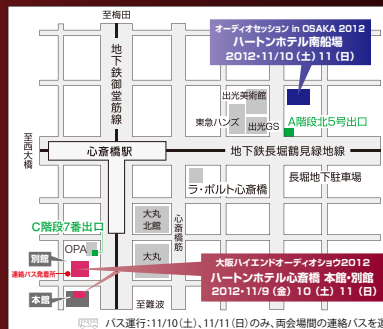 至梅田
オーディオセッション in OSAKA 2012
ハートンホテル南船場
2012・11/10(土)11(日)
地下鉄御堂筋線
出光美術館
東急ハンズ
出光GS
A階段北5号出口
至西大橋
心斎橋駅
地下鉄長堀鶴見緑地線
長堀地下駐車場
ラ・ポルト心斎橋
C階段7番出口
大丸
北館
心斎橋筋
OPA
大丸
別館
連絡バス発着所
本館
大阪ハイエンドオーディオショウ2012
ハートンホテル心斎橋 本館・別館
2012・11/9(金)10(土)11(日)
至難波
バス運行:11/10(土)、11/11(日)のみ、両会場間の連絡バスを運